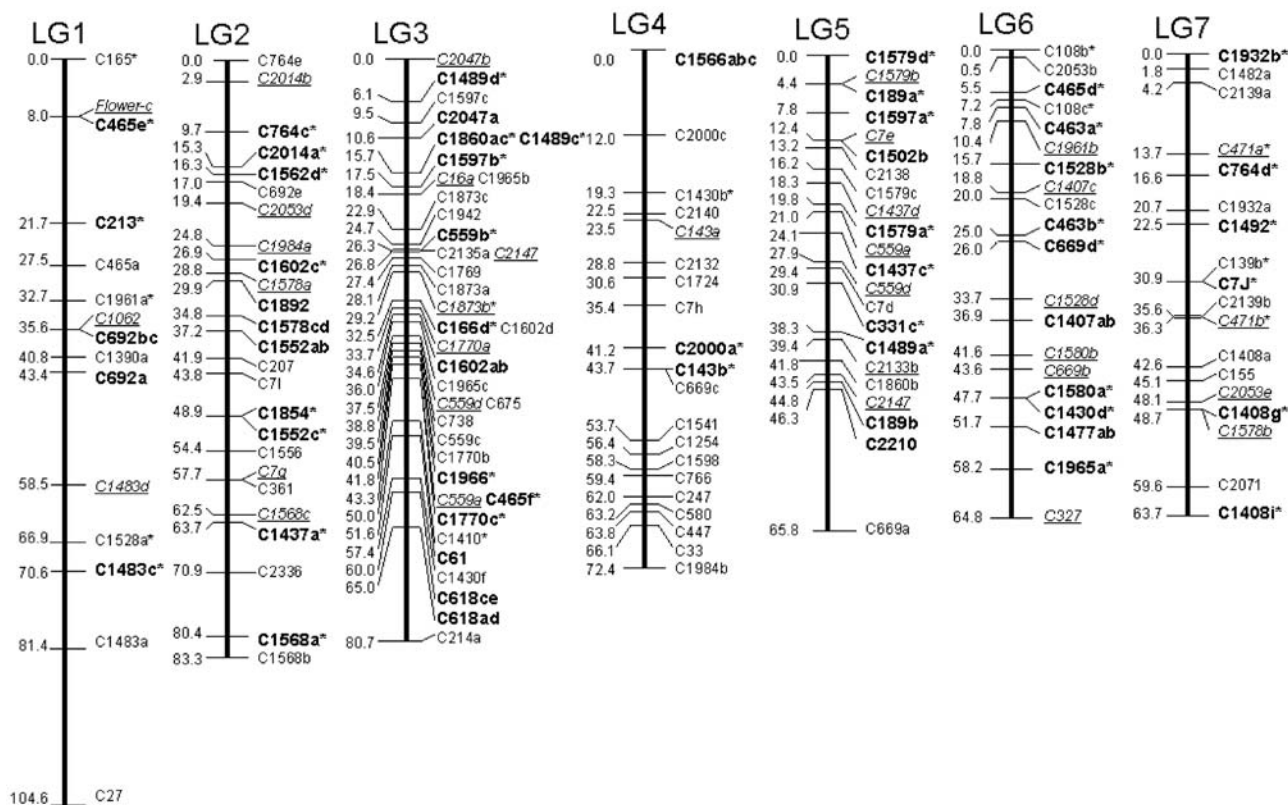 LG1
0.0 C165*
Flower-c
8.0 C465e*
21.7 C213*
27.5 C465a
32.7 C1961a*
C1062
35.6 C692bc
40.8 C1390a
43.4 C692a
58.5 C1483d
66.9 C1528a*
70.6 C1483c*
81.4 C1483a
104.6 C27
LG2
0.0 C764e
2.9 C2014b
9.7 C764c*
15.3 C2014a*
16.3 C1562d*
17.0 C692e
19.4 C2053d
24.8 C1984a
26.9 C1602c*
28.8 C1578a
29.9 C1892
34.8 C1578cd
37.2 C1552ab
41.9 C207
43.8 C7l
48.9 C1854*
C1552c*
54.4 C1556
57.7 C7g
C361
62.5 C1568c
63.7 C1437a*
70.9 C2336
80.4 C1568a*
83.3 C1568b
LG3
0.0
6.1
9.5
10.6
15.7
17.5
18.4
22.9
24.7
26.3
26.8
27.4
28.1
29.2
32.5
33.7
34.6
36.0
37.5
38.8
39.5
40.5
41.8
43.3
50.0
51.6
57.4
60.0
65.0
80.7
C2047b
C1489d*
C1597c
C2047a
C1860ac* C1489c*
C1597b*
C16a C1965b
C1873c
C1942
C559b*
C2135a C2147
C1769
C1873a
C1873b*
C166d* C1602d
C1770a
C1602ab
C1965c
C559d C675
C738
C559c
C1770b
C1966*
C559a C465f*
C1770c*
C1410*
C61
C1430f
C618ce
C618ad
C214a
LG4
0.0 C1566abc
12.0 C2000c
19.3 C1430b*
22.5 C2140
23.5 C143a
28.8 C2132
30.6 C1724
35.4 C7h
41.2 C2000a*
43.7 C143b*
C669c
53.7 C1541
56.4 C1254
58.3 C1598
59.4 C766
62.0 C247
63.2 C580
63.8 C447
66.1 C33
72.4 C1984b
LG5
0.0
4.4
7.8
12.4
13.2
16.2
18.3
19.8
21.0
24.1
27.9
29.4
30.9
38.3
39.4
41.8
43.5
44.8
46.3
65.8
C1579d*
C1579b
C189a*
C1597a*
C7e
C1502b
C2138
C1579c
C1437d
C1579a*
C559a
C1437c*
C559d
C7d
C331c*
C1489a*
C2133b
C1860b
C2147
C189b
C2210
C669a
LG6
0.0 C108b*
0.5 C2053b
5.5 C465d*
7.2 C108c*
7.8 C463a*
10.4 C1961b
15.7 C1528b*
18.8 C1407c
20.0 C1528c
25.0 C463b*
26.0 C669d*
33.7 C1528d
36.9 C1407ab
41.6 C1580b
43.6 C669b
47.7 C1580a*
C1430d*
51.7 C1477ab
58.2 C1965a*
64.8 C327
LG7
0.0 C1932b*
1.8 C1482a
4.2 C2139a
13.7 C471a*
16.6 C764d*
20.7 C1932a
22.5 C1492*
C139b*
30.9 C7J*
35.6 C2139b
36.3 C471b*
42.6 C1408a
45.1 C155
48.1 C2053e
48.7 C1408g*
C1578b
59.6 C2071
63.7 C1408i*